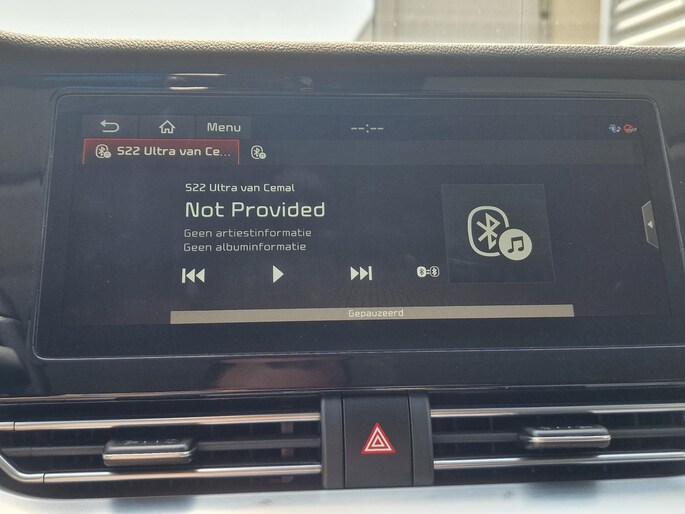 Menu
--:--
S22 Ultra van Ce...
S22 Ultra van Cemal
Not Provided
Geen artiestinformatie
Geen albuminformatie
Gepauzeerd